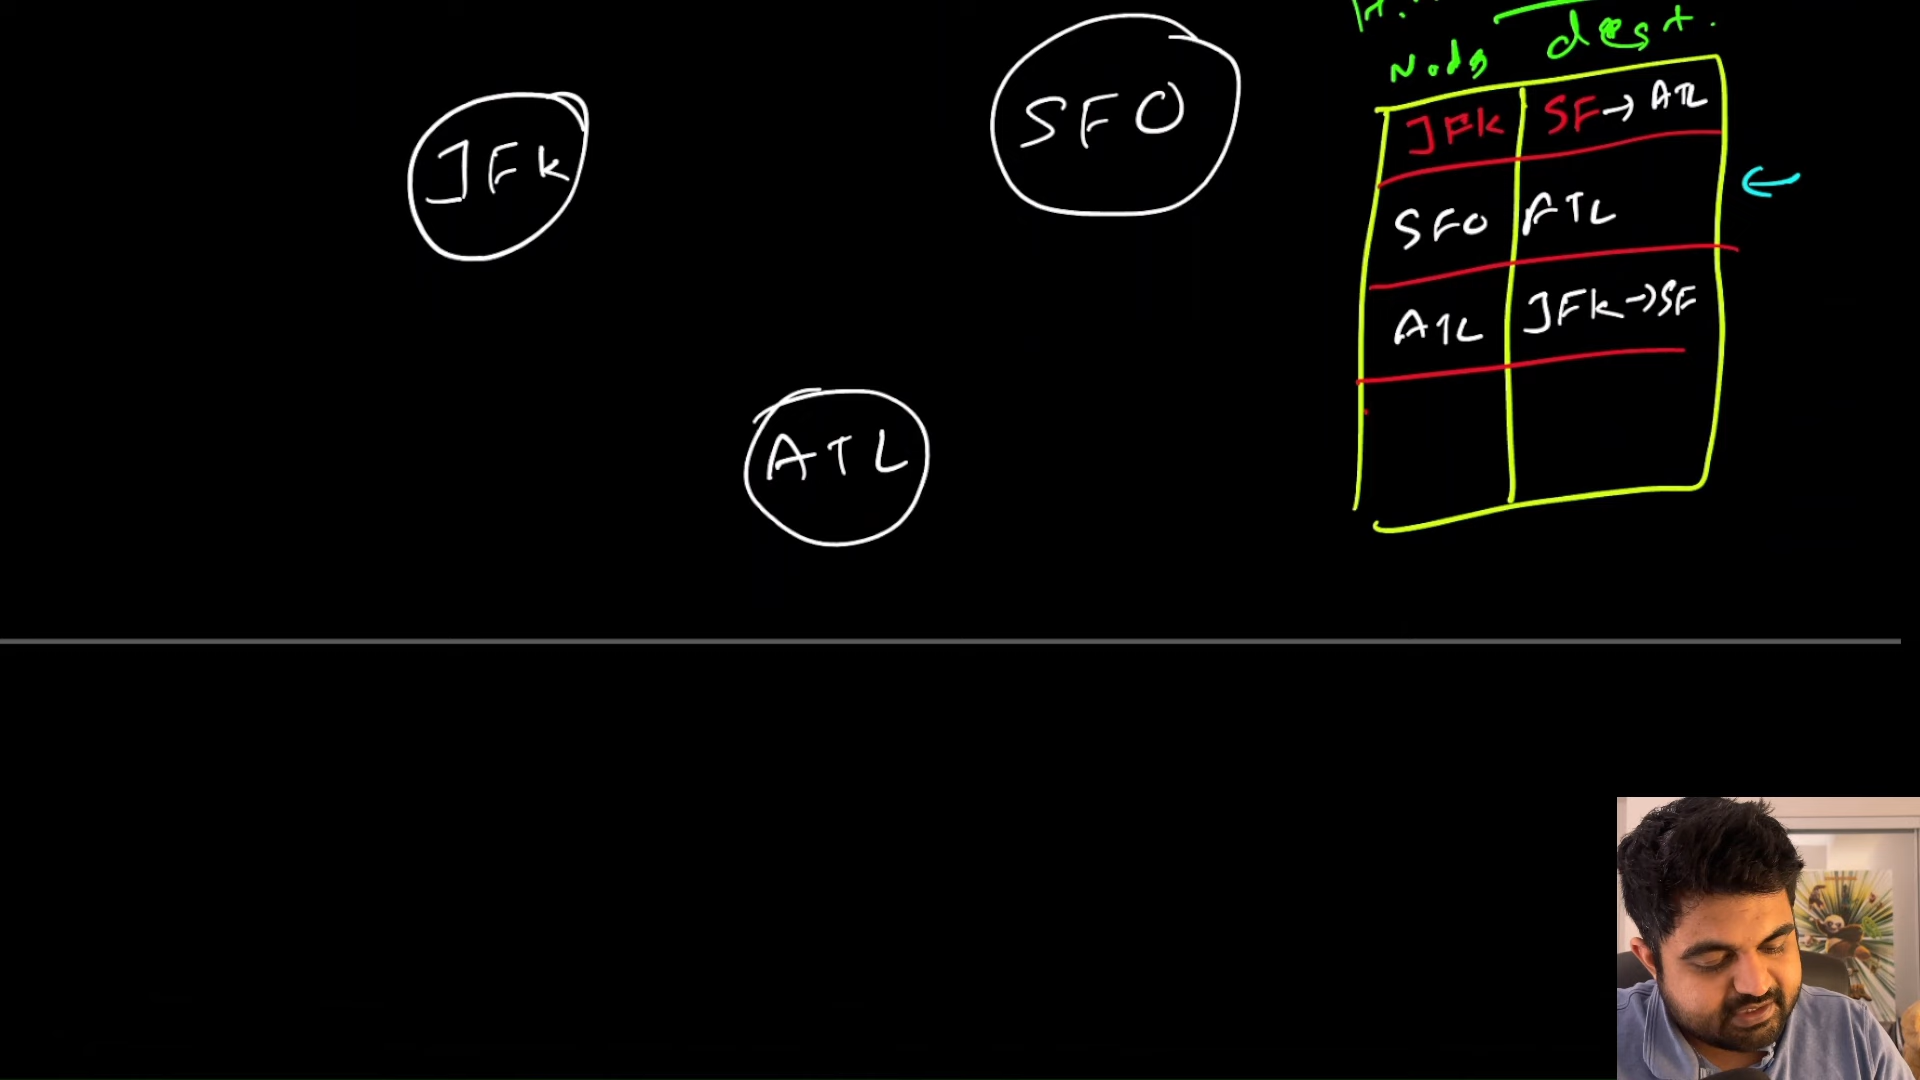 Node dest.
JFK SF→ATL
SFO ATL
ATL JFK→SF
JFK
SFO
ATL